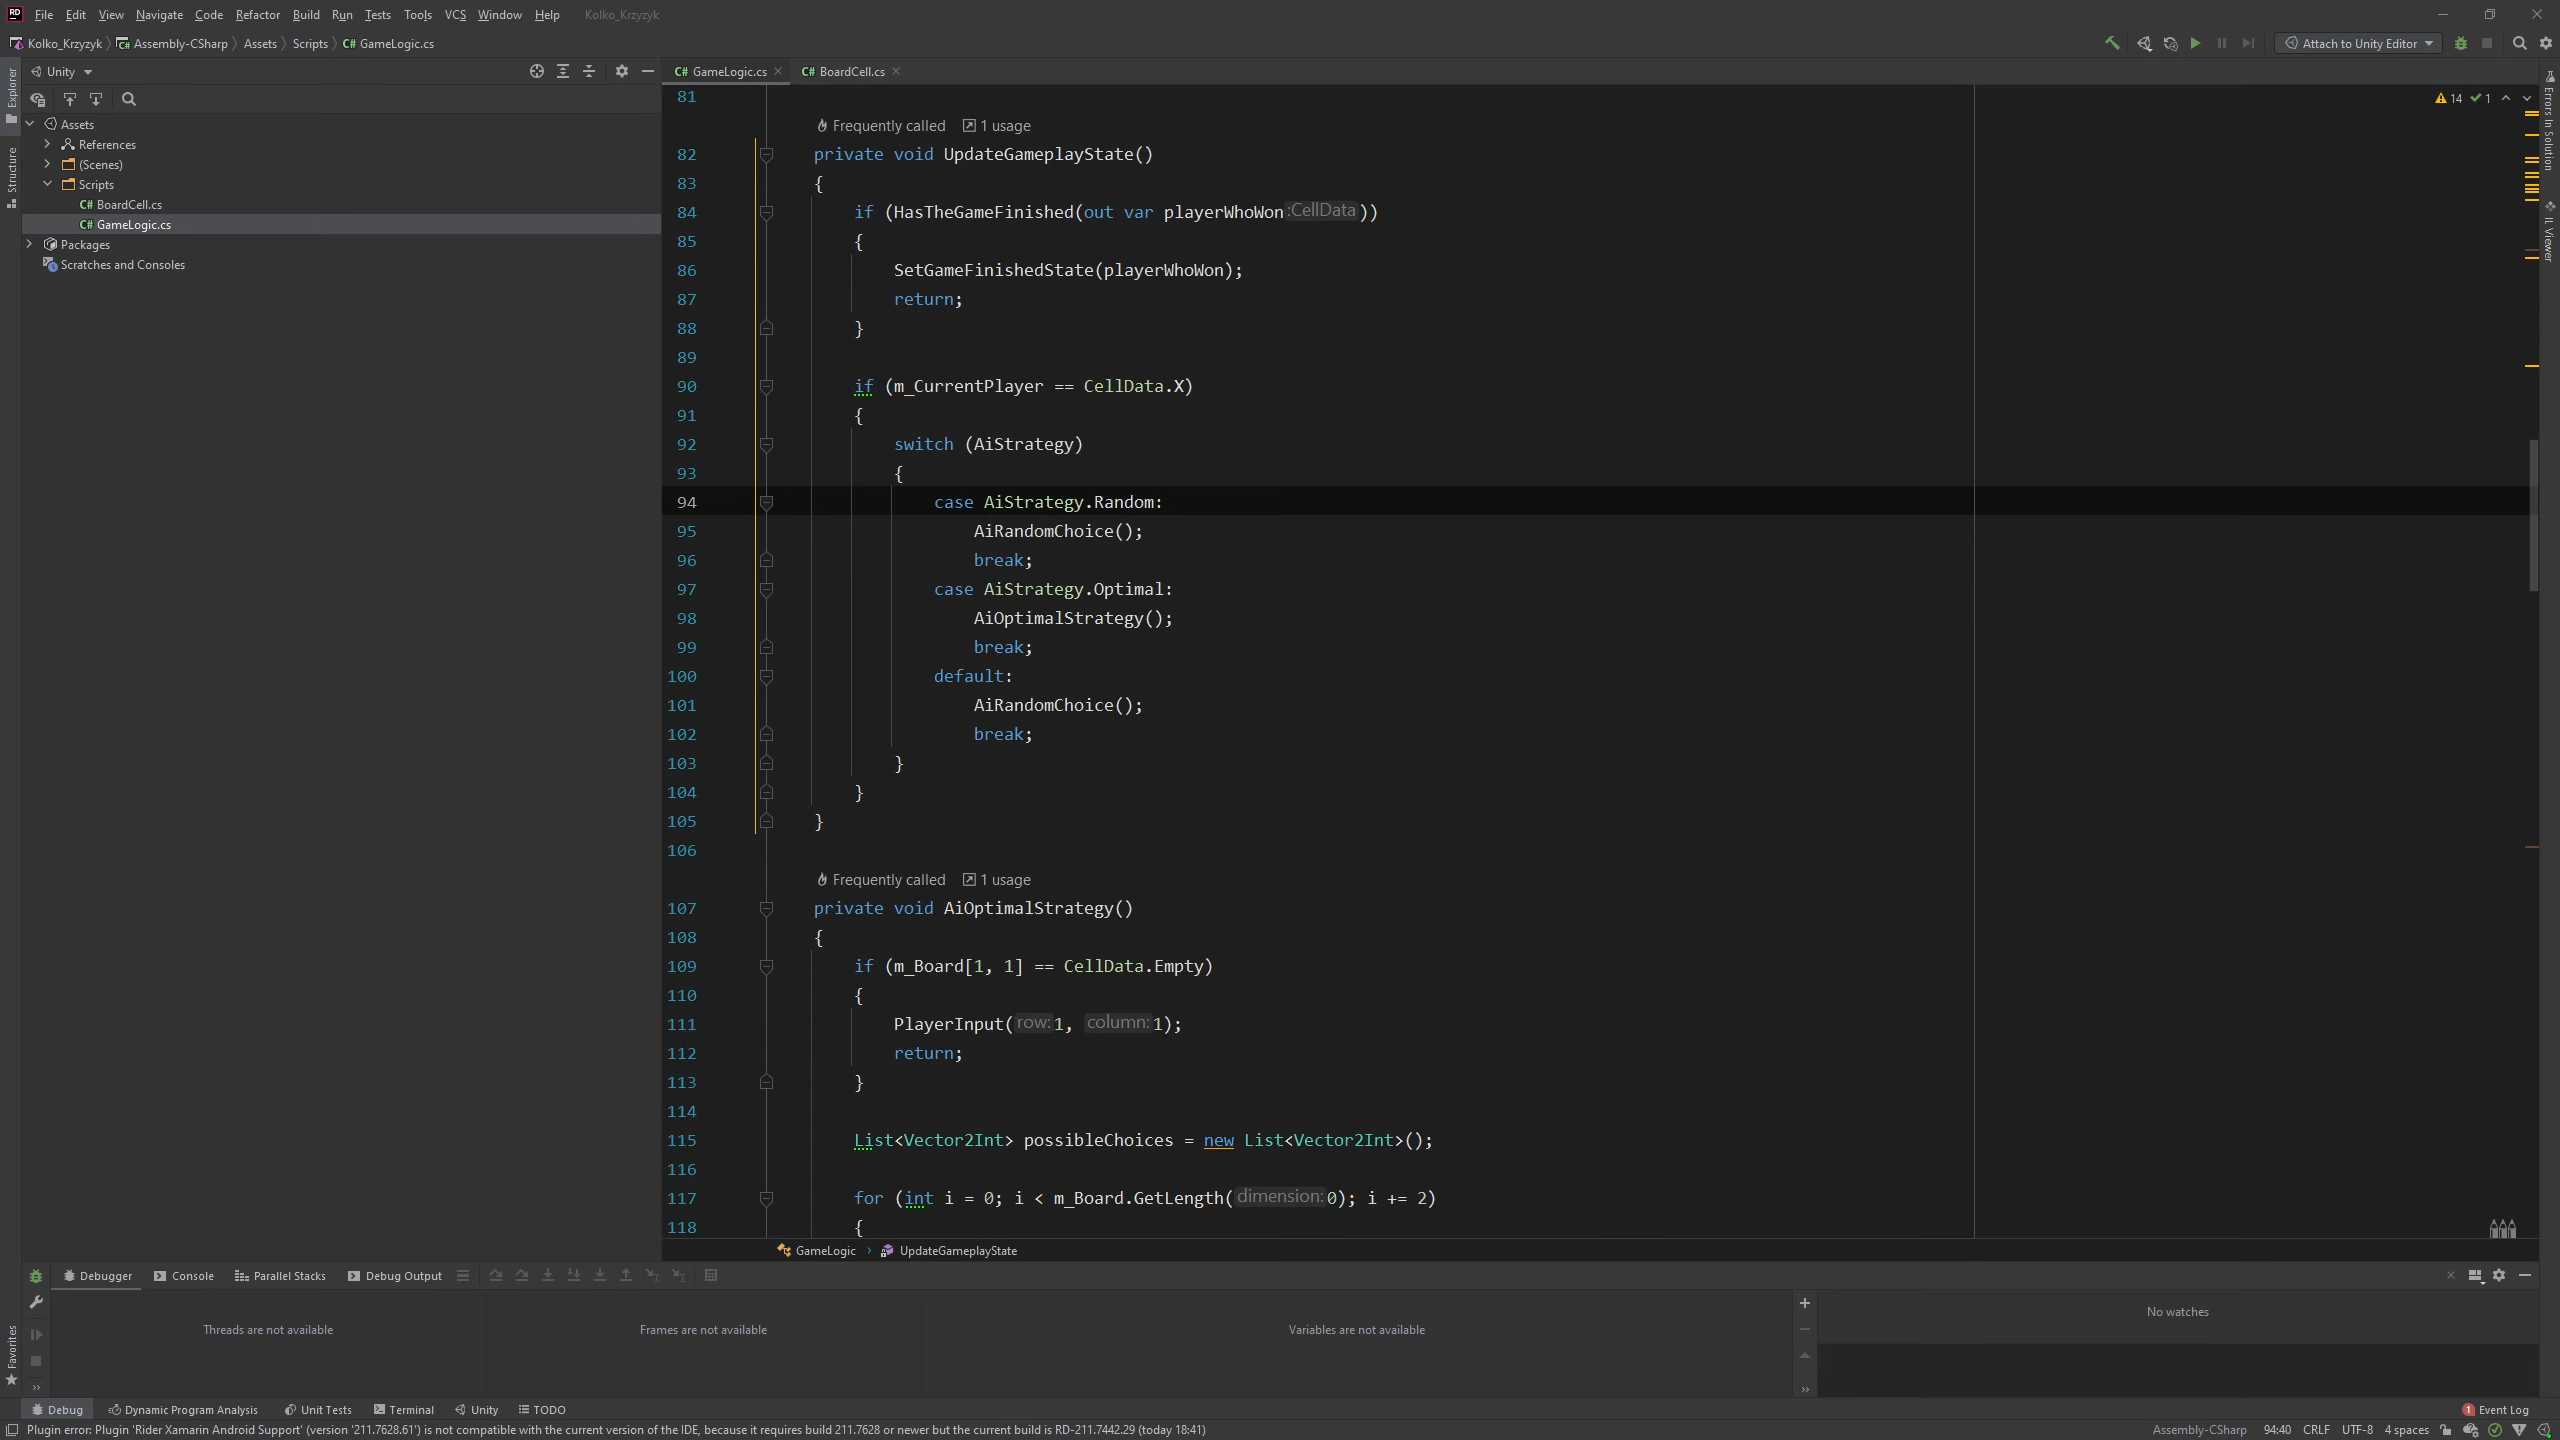 File Edit View Navigate Code Refactor Build Run Tests Tools VCS Window Help Kolko_Krzyzyk
Kolko_Krzyzyk Assembly-CSharp Assets Scripts GameLogic.cs Attach to Unity Editor
Unity GameLogic.cs BoardCell.cs
Explorer
Structure
Favorites
Errors In Solution
IL Viewer
14 1
Assets
References
(Scenes)
Scripts
BoardCell.cs
GameLogic.cs
Packages
Scratches and Consoles
81
Frequently called 1 usage
82 private void UpdateGameplayState()
83 {
84 if (HasTheGameFinished(out var playerWhoWon:CellData))
85 {
86 SetGameFinishedState(playerWhoWon);
87 return;
88 }
89
90 if (m_CurrentPlayer == CellData.X)
91 {
92 switch (AiStrategy)
93 {
94 case AiStrategy.Random:
95 AiRandomChoice();
96 break;
97 case AiStrategy.Optimal:
98 AiOptimalStrategy();
99 break;
100 default:
101 AiRandomChoice();
102 break;
103 }
104 }
105 }
106
Frequently called 1 usage
107 private void AiOptimalStrategy()
108 {
109 if (m_Board[1, 1] == CellData.Empty)
110 {
111 PlayerInput(row:1, column:1);
112 return;
113 }
114
115 List<Vector2Int> possibleChoices = new List<Vector2Int>();
116
117 for (int i = 0; i < m_Board.GetLength(dimension:0); i += 2)
118 {
GameLogic UpdateGameplayState
Debugger Console Parallel Stacks Debug Output
Threads are not available Frames are not available Variables are not available No watches
Debug Dynamic Program Analysis Unit Tests Terminal Unity TODO 1 Event Log
Plugin error: Plugin 'Rider Xamarin Android Support' (version '211.7628.61') is not compatible with the current version of the IDE, because it requires build 211.7628 or newer but the current build is RD-211.7442.29 (today 18:41) Assembly-CSharp 94:40 CRLF UTF-8 4 spaces